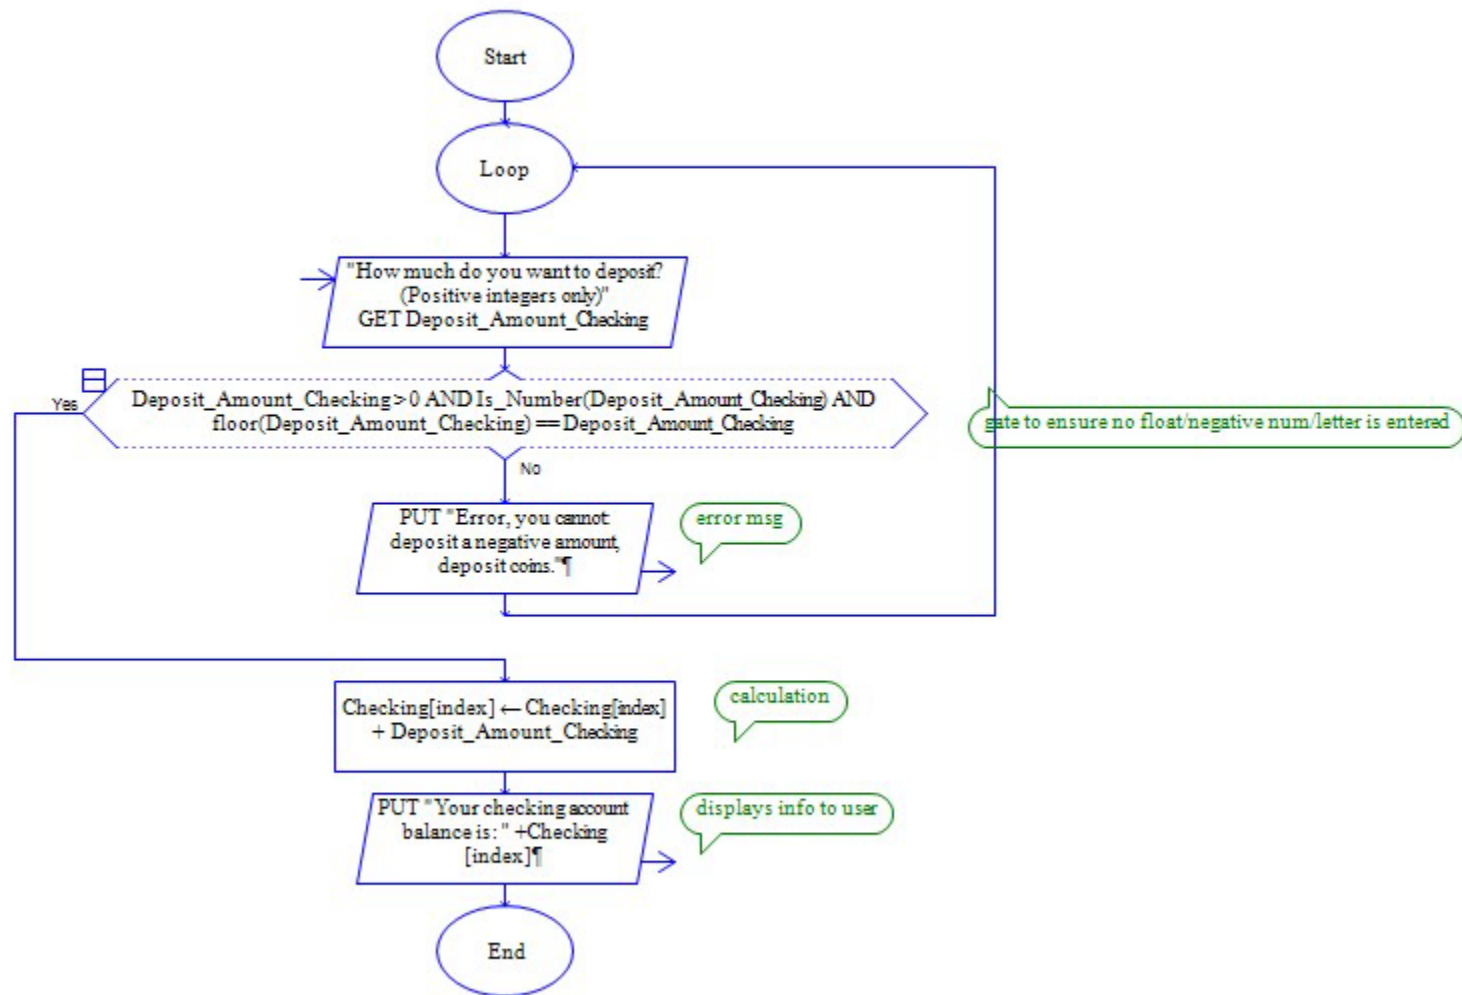 Start
Loop
"How much do you want to deposit?
(Positive integers only)"
GET Deposit_Amount_Checking
Yes
Deposit_Amount_Checking > 0 AND Is_Number(Deposit_Amount_Checking) AND
floor(Deposit_Amount_Checking) == Deposit_Amount_Checking
gate to ensure no float/negative num/letter is entered
No
PUT "Error, you cannot
deposit a negative amount,
deposit coins."¶
error msg
Checking[index] ← Checking[index]
+ Deposit_Amount_Checking
calculation
PUT "Your checking account
balance is: " +Checking
[index]¶
displays info to user
End